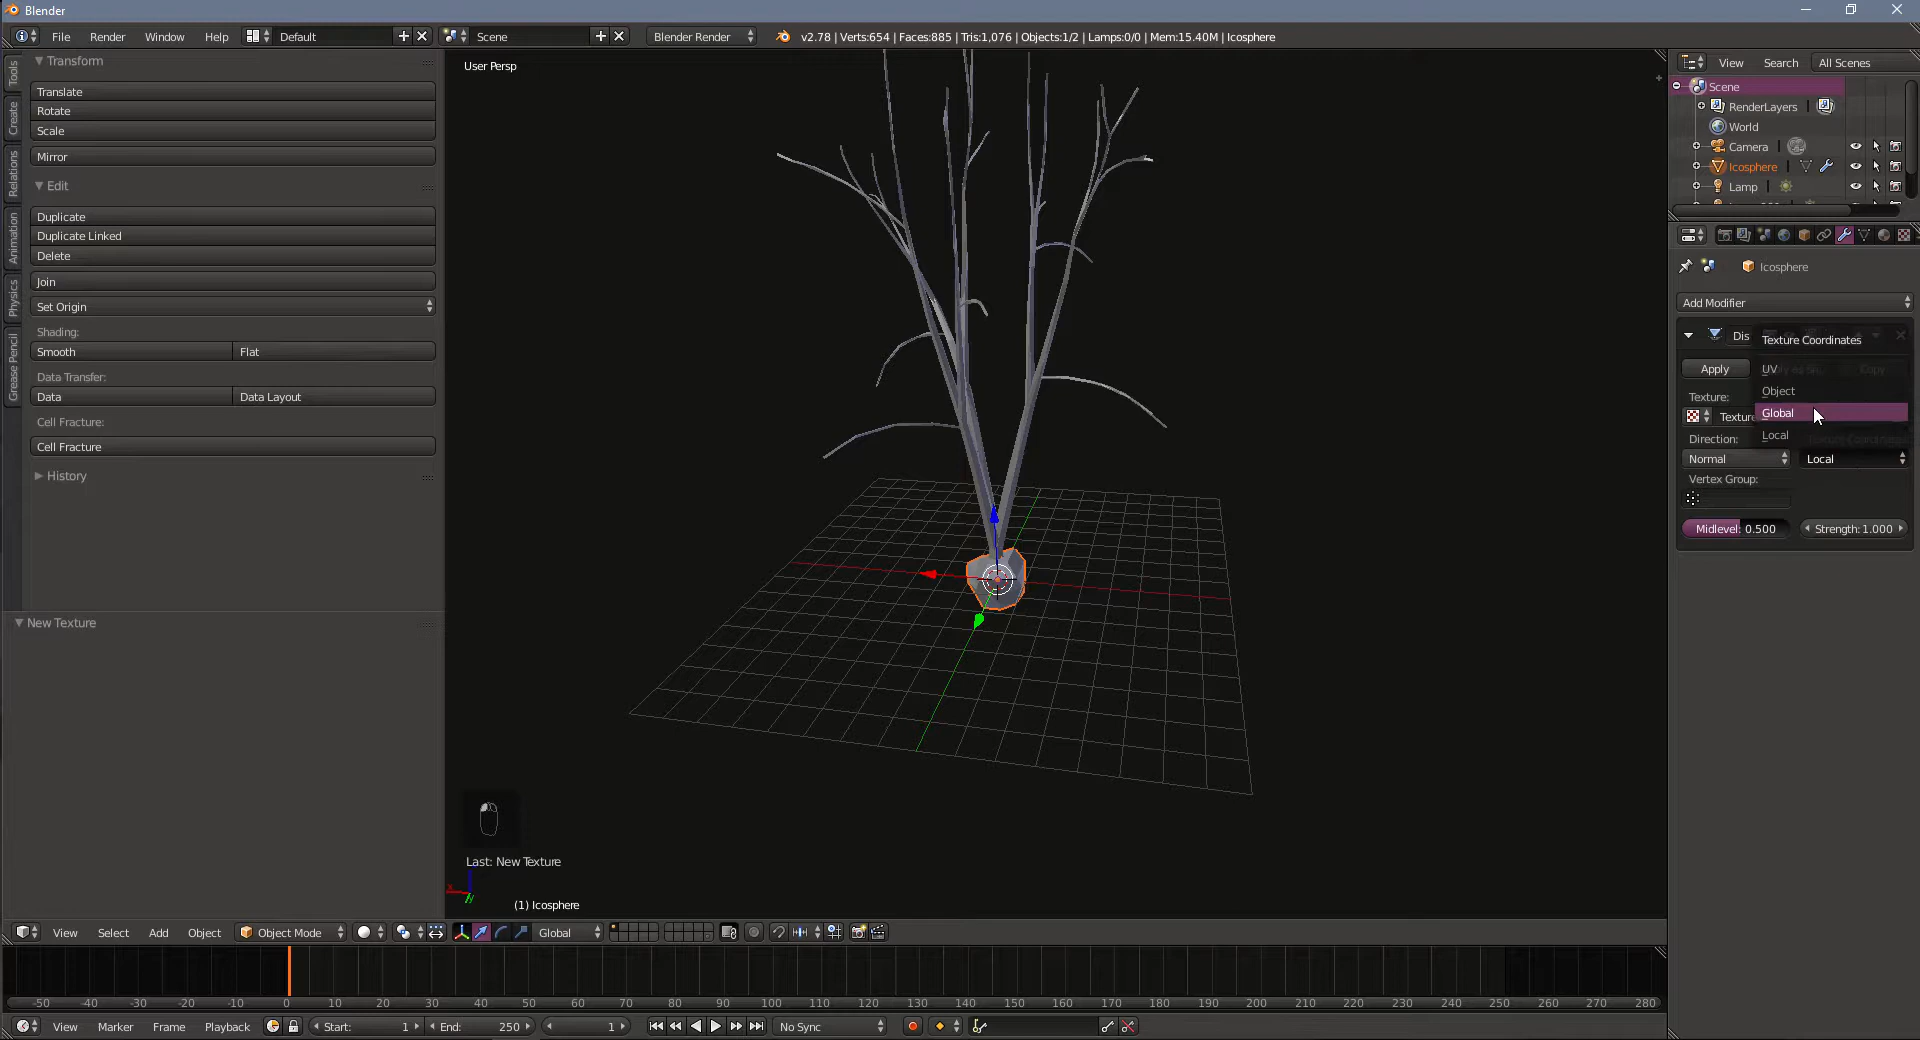 Blender
File Render Window Help Default Scene Blender Render v2.78 | Verts:654 | Faces:885 | Tris:1,076 | Objects:1/2 | Lamps:0/0 | Mem:15.40M | Icosphere
Tools
Create
Relations
Animation
Physics
Grease Pencil
Transform
Translate
Rotate
Scale
Mirror
Edit
Duplicate
Duplicate Linked
Delete
Join
Set Origin
Shading:
Smooth Flat
Data Transfer:
Data Data Layout
Cell Fracture:
Cell Fracture
History
New Texture
User Persp
Last: New Texture
(1) Icosphere
View Search All Scenes
Scene
RenderLayers |
World
Camera |
Icosphere |
Lamp |
Icosphere
Add Modifier
Dis
Texture Coordinates
Apply
UV
Copy
Object
Texture:
Texture
Global
Local
Direction:
Normal Local
Vertex Group:
Midlevel: 0.500 Strength: 1.000
View Select Add Object Object Mode Global
-50 -40 -30 -20 -10 0 10 20 30 40 50 60 70 80 90 100 110 120 130 140 150 160 170 180 190 200 210 220 230 240 250 260 270 280
View Marker Frame Playback Start: 1 End: 250 1 No Sync